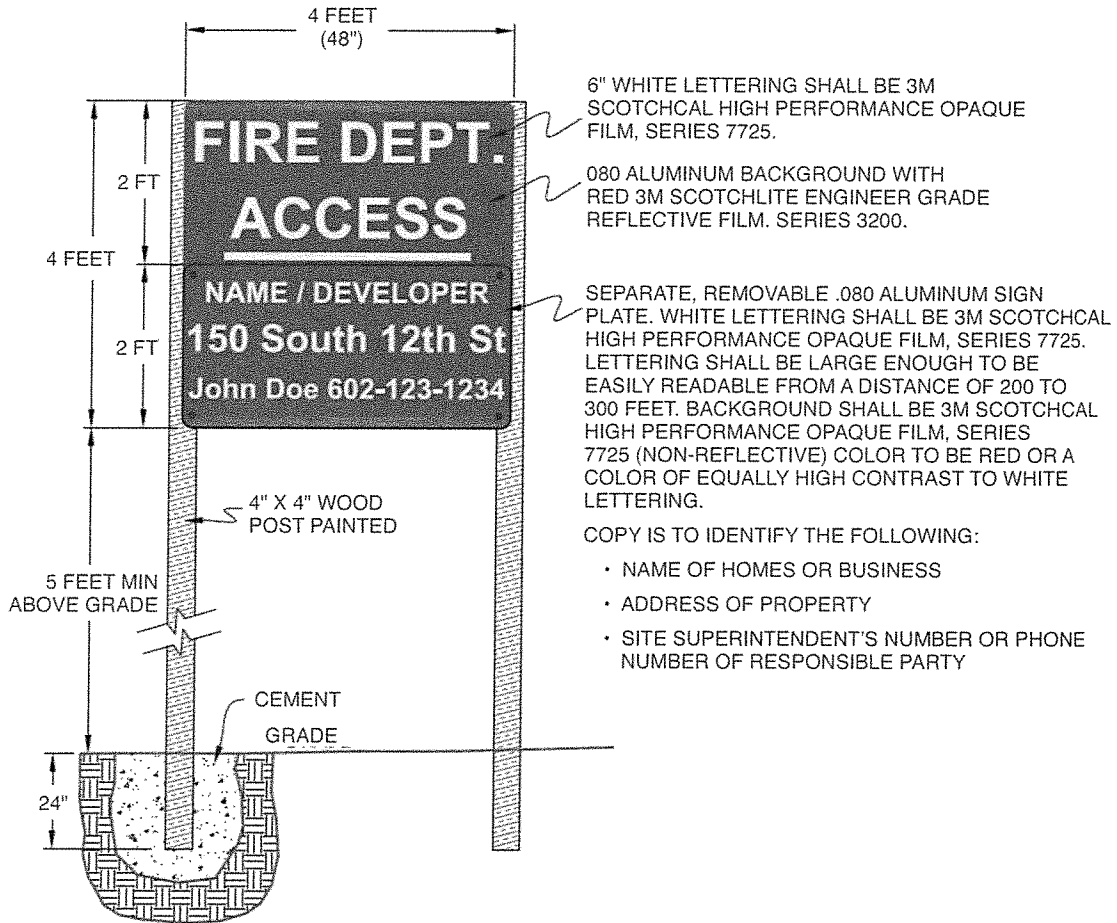 4 FEET
(48")
FIRE DEPT.
ACCESS
NAME / DEVELOPER
150 South 12th St
John Doe 602-123-1234
2 FT
4 FEET
2 FT
5 FEET MIN
ABOVE GRADE
4" X 4" WOOD
POST PAINTED
CEMENT
GRADE
24"
6" WHITE LETTERING SHALL BE 3M
SCOTCHCAL HIGH PERFORMANCE OPAQUE
FILM, SERIES 7725.
080 ALUMINUM BACKGROUND WITH
RED 3M SCOTCHLITE ENGINEER GRADE
REFLECTIVE FILM. SERIES 3200.
SEPARATE, REMOVABLE .080 ALUMINUM SIGN
PLATE. WHITE LETTERING SHALL BE 3M SCOTCHCAL
HIGH PERFORMANCE OPAQUE FILM, SERIES 7725.
LETTERING SHALL BE LARGE ENOUGH TO BE
EASILY READABLE FROM A DISTANCE OF 200 TO
300 FEET. BACKGROUND SHALL BE 3M SCOTCHCAL
HIGH PERFORMANCE OPAQUE FILM, SERIES
7725 (NON-REFLECTIVE) COLOR TO BE RED OR A
COLOR OF EQUALLY HIGH CONTRAST TO WHITE
LETTERING.
COPY IS TO IDENTIFY THE FOLLOWING:
• NAME OF HOMES OR BUSINESS
• ADDRESS OF PROPERTY
• SITE SUPERINTENDENT'S NUMBER OR PHONE
NUMBER OF RESPONSIBLE PARTY